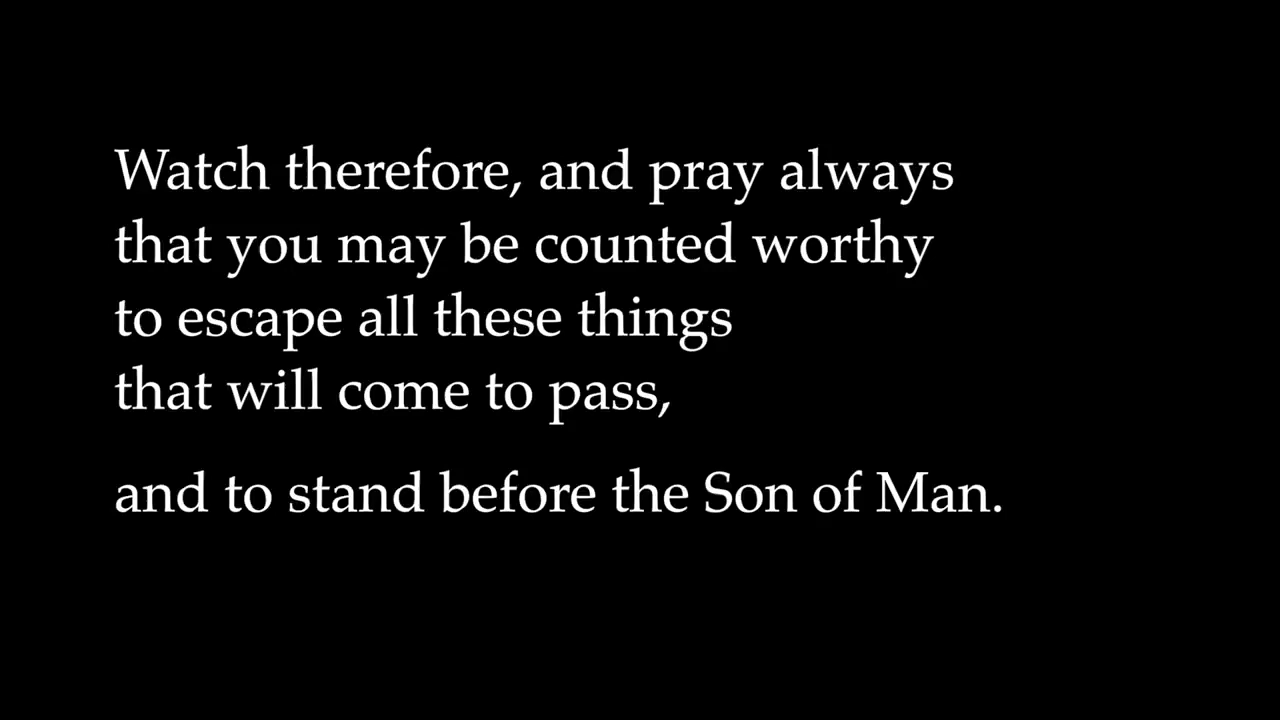 Watch therefore, and pray always
that you may be counted worthy
to escape all these things
that will come to pass,
and to stand before the Son of Man.